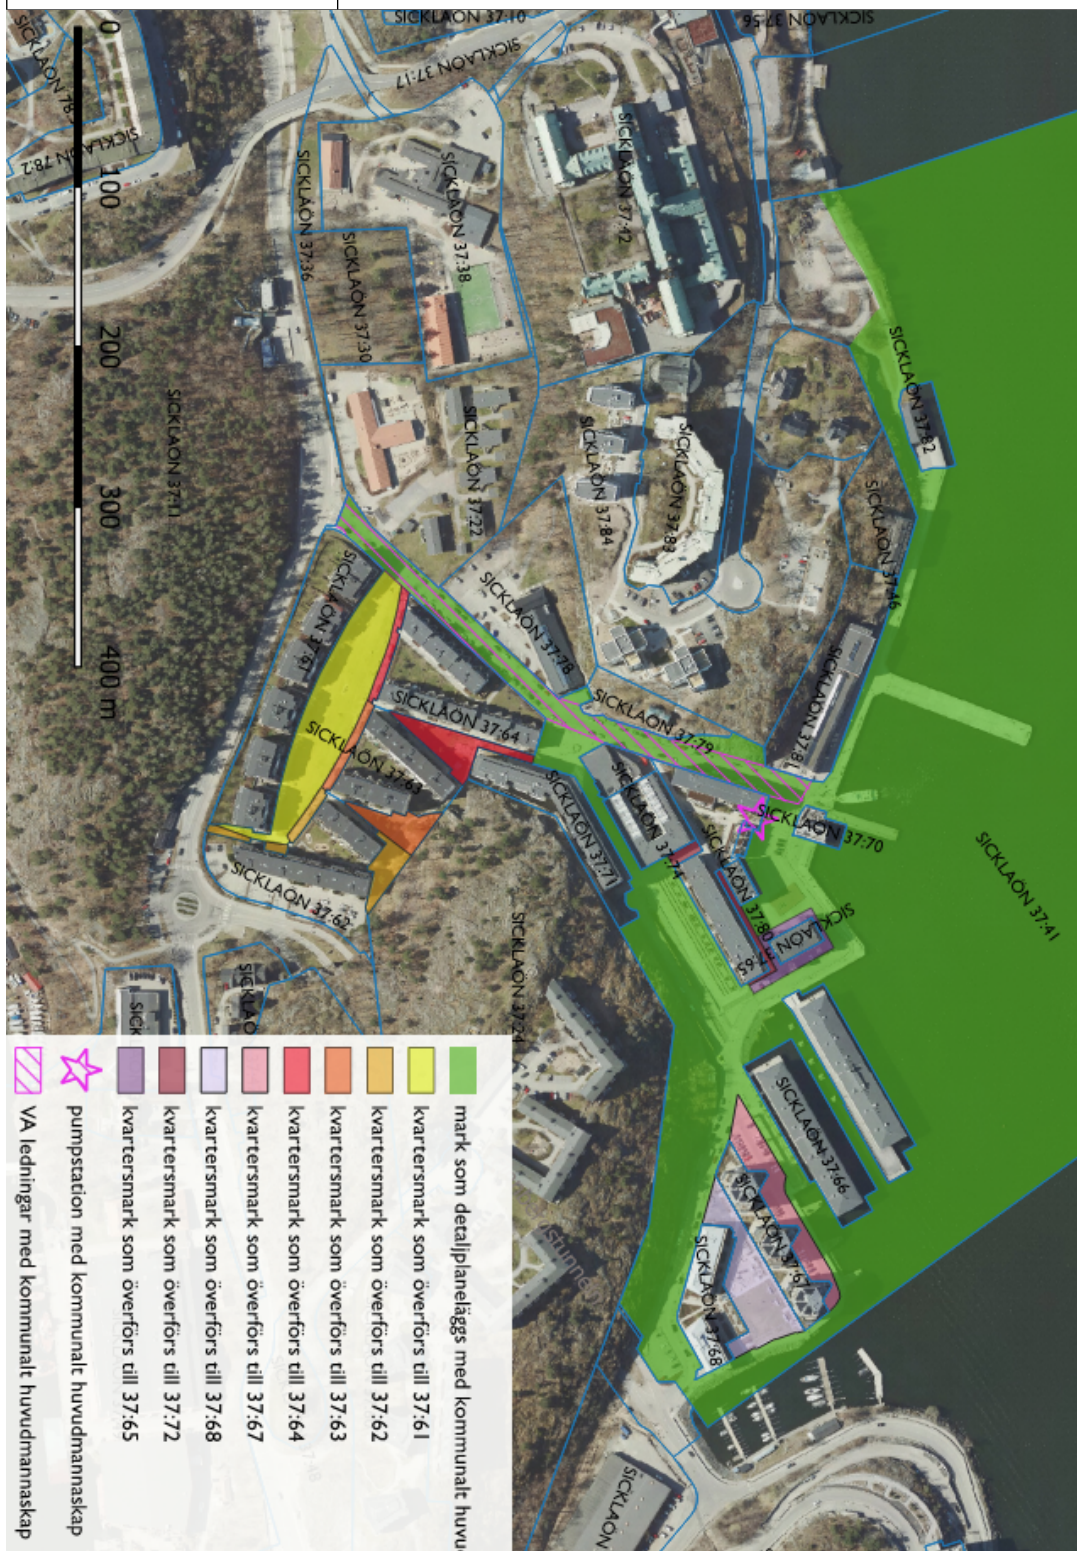 SICKLAÖN 37:10
SICKLAÖN 37:56
SICKLAÖN 37:17
SICKLAÖN 78:
SICKLAÖN 78:2
SICKLAÖN 37:42
SICKLAÖN 37:38
SICKLAÖN 37:36
SICKLAÖN 37:30
SICKLAÖN 37:82
SICKLAÖN 37:11
SICKLAÖN 37:22
SICKLAÖN 37:84
SICKLAÖN 37:83
SICKLAÖN 37:46
SICKLAÖN 37:61
SICKLAÖN 37:78
SICKLAÖN 37:81
SICKLAÖN 37:79
SICKLAÖN 37:64
SICKLAÖN 37:63
SICKLAÖN 37:70
SICKLAÖN 37:74
SICKLAÖN 37:71
SICKLAÖN 37:80
SICKLAÖN
7:65
SICKLAÖN 37:62
SICKLAÖN 37:41
SICKLAÖN 37:24
SICKLAÖ
SICK
SICKLAÖN 37:66
SICKLAÖN 37:67
SICKLAÖN 37:68
SICKLAÖN
0 100 200 300 400 m
mark som detaljplaneläggs med kommunalt huvu
kvartersmark som överförs till 37:61
kvartersmark som överförs till 37:62
kvartersmark som överförs till 37:63
kvartersmark som överförs till 37:64
kvartersmark som överförs till 37:67
kvartersmark som överförs till 37:68
kvartersmark som överförs till 37:72
kvartersmark som överförs till 37:65
pumpstation med kommunalt huvudmannaskap
VA ledningar med kommunalt huvudmannaskap